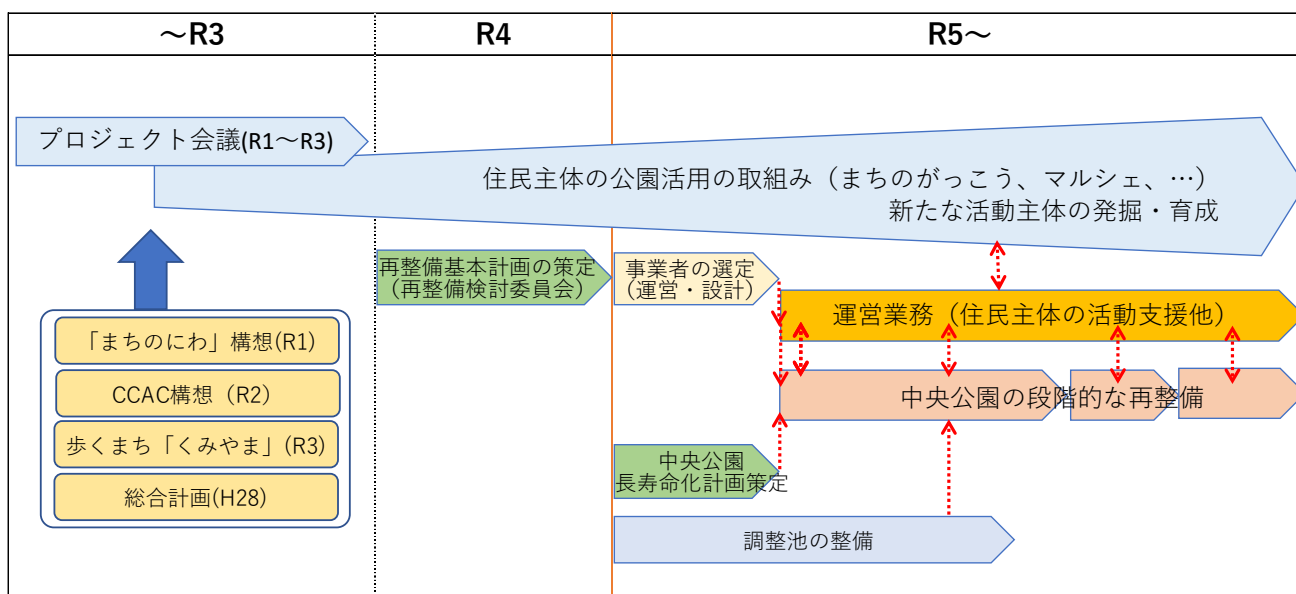 ～R3
R4
R5～
プロジェクト会議(R1～R3)
住民主体の公園活用の取組み（まちのがっこう、マルシェ、…）
新たな活動主体の発掘・育成
再整備基本計画の策定
（再整備検討委員会）
事業者の選定
（運営・設計）
運営業務（住民主体の活動支援他）
「まちのにわ」構想(R1)
CCAC構想（R2）
歩くまち「くみやま」(R3)
総合計画(H28)
中央公園の段階的な再整備
中央公園
長寿命化計画策定
調整池の整備